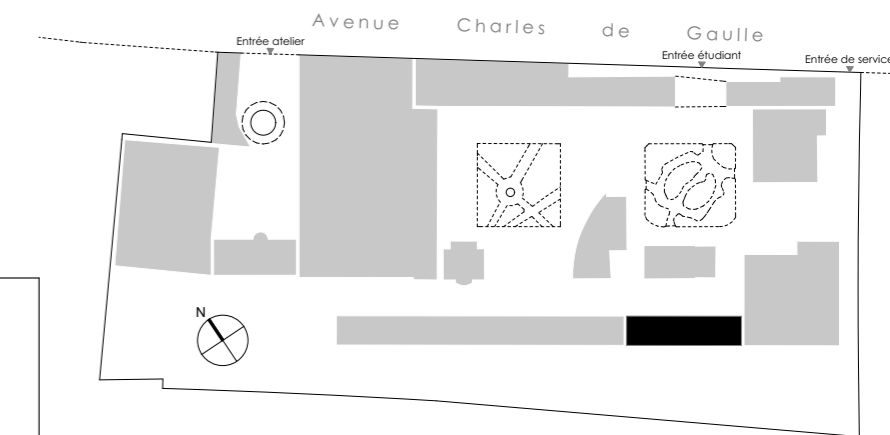 Avenue Charles de Gaulle
Entrée atelier
Entrée étudiant
Entrée de service
N